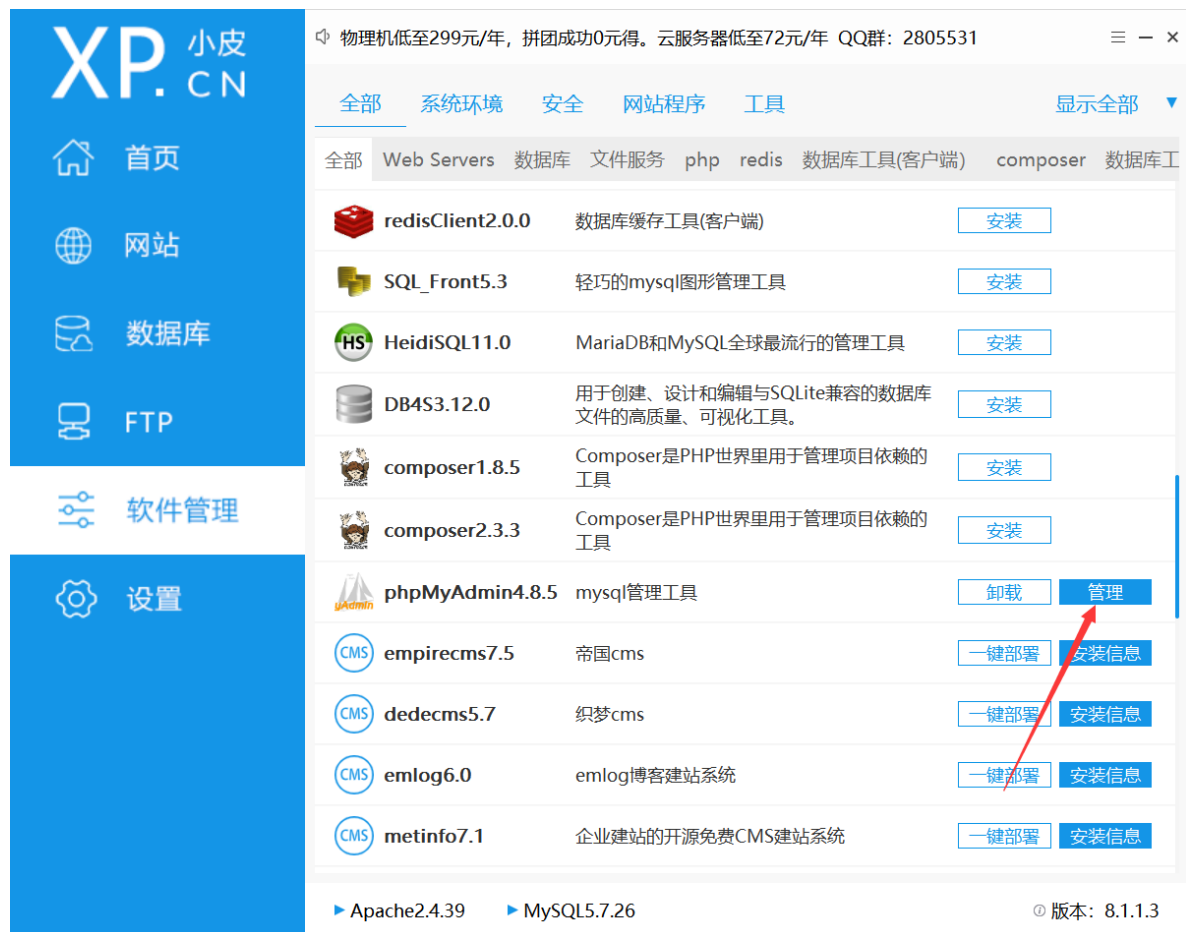 XP. 小皮 CN
物理机低至299元/年，拼团成功0元得。云服务器低至72元/年 QQ群：2805531
首页
网站
数据库
FTP
软件管理
设置
全部 系统环境 安全 网站程序 工具 显示全部
全部 Web Servers 数据库 文件服务 php redis 数据库工具(客户端) composer 数据库工
redisClient2.0.0 数据库缓存工具(客户端) 安装
SQL_Front5.3 轻巧的mysql图形管理工具 安装
HS HeidiSQL11.0 MariaDB和MySQL全球最流行的管理工具 安装
DB4S3.12.0 用于创建、设计和编辑与SQLite兼容的数据库 安装
文件的高质量、可视化工具。
composer1.8.5 Composer是PHP世界里用于管理项目依赖的 安装
工具
composer2.3.3 Composer是PHP世界里用于管理项目依赖的 安装
工具
phpMyAdmin4.8.5 mysql管理工具 卸载 管理
CMS empirecms7.5 帝国cms 一键部署 安装信息
CMS dedecms5.7 织梦cms 一键部署 安装信息
CMS emlog6.0 emlog博客建站系统 一键部署 安装信息
CMS metinfo7.1 企业建站的开源免费CMS建站系统 一键部署 安装信息
Apache2.4.39 MySQL5.7.26 版本：8.1.1.3